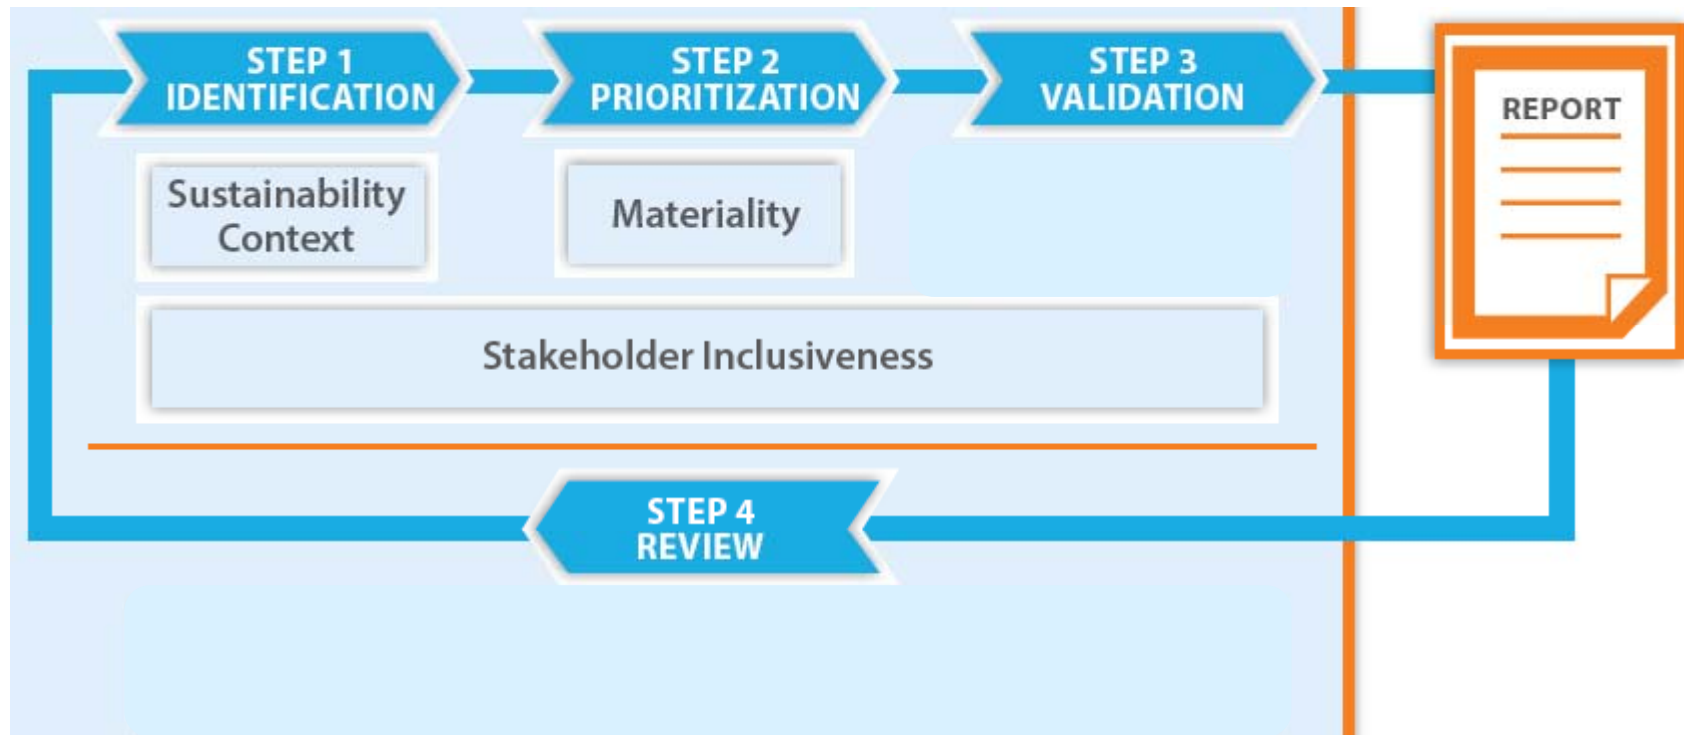 STEP 1
IDENTIFICATION
STEP 2
PRIORITIZATION
STEP 3
VALIDATION
REPORT
Sustainability
Context
Materiality
Stakeholder Inclusiveness
STEP 4
REVIEW